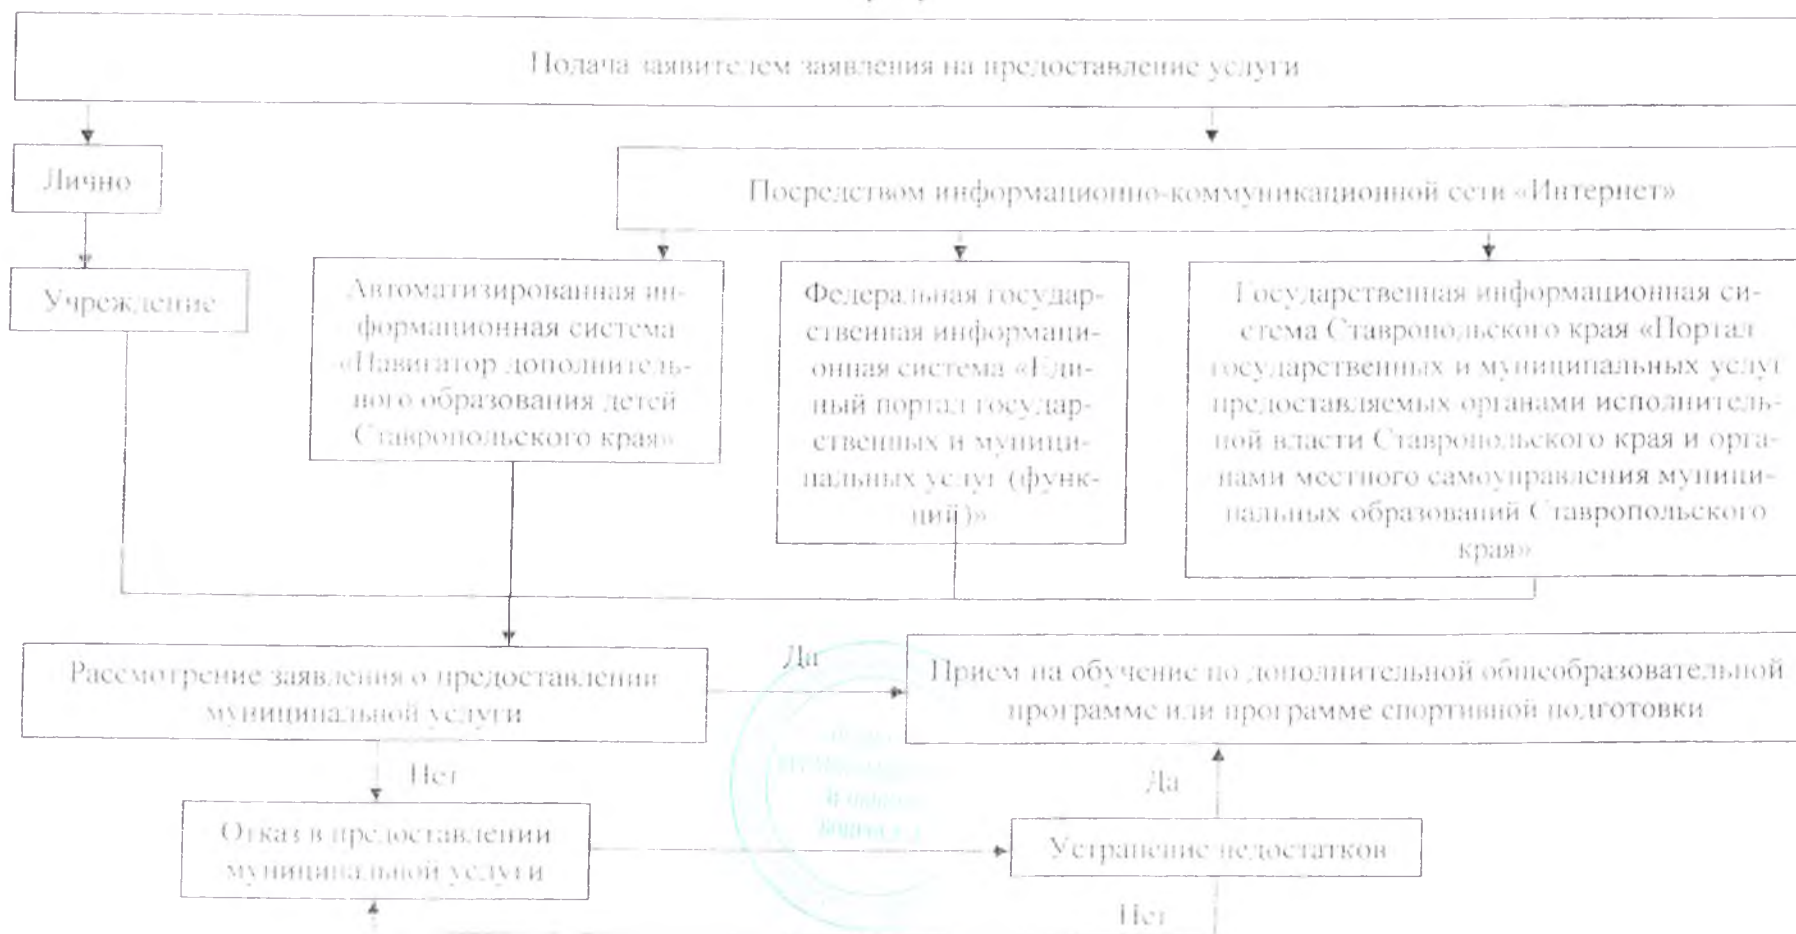 Подача заявителем заявления на предоставление услуги
Лично
Посредством информационно-коммуникационной сети «Интернет»
Учреждение
Автоматизированная ин-
формационная система
«Навигатор дополнитель-
ного образования детей
Ставропольского края»
Федеральная государ-
ственная информаци-
онная система «Еди-
ный портал государ-
ственных и муници-
пальных услуг (функ-
ций)»
Государственная информационная си-
стема Ставропольского края «Портал
государственных и муниципальных услуг
предоставляемых органами исполнитель-
ной власти Ставропольского края и орга-
нами местного самоуправления муници-
пальных образований Ставропольского
края»
Рассмотрение заявления о предоставлении
муниципальной услуги
Да
Прием на обучение по дополнительной общеобразовательной
программе или программе спортивной подготовки
Нет
Да
Отказ в предоставлении
муниципальной услуги
Устранение недостатков
Нет